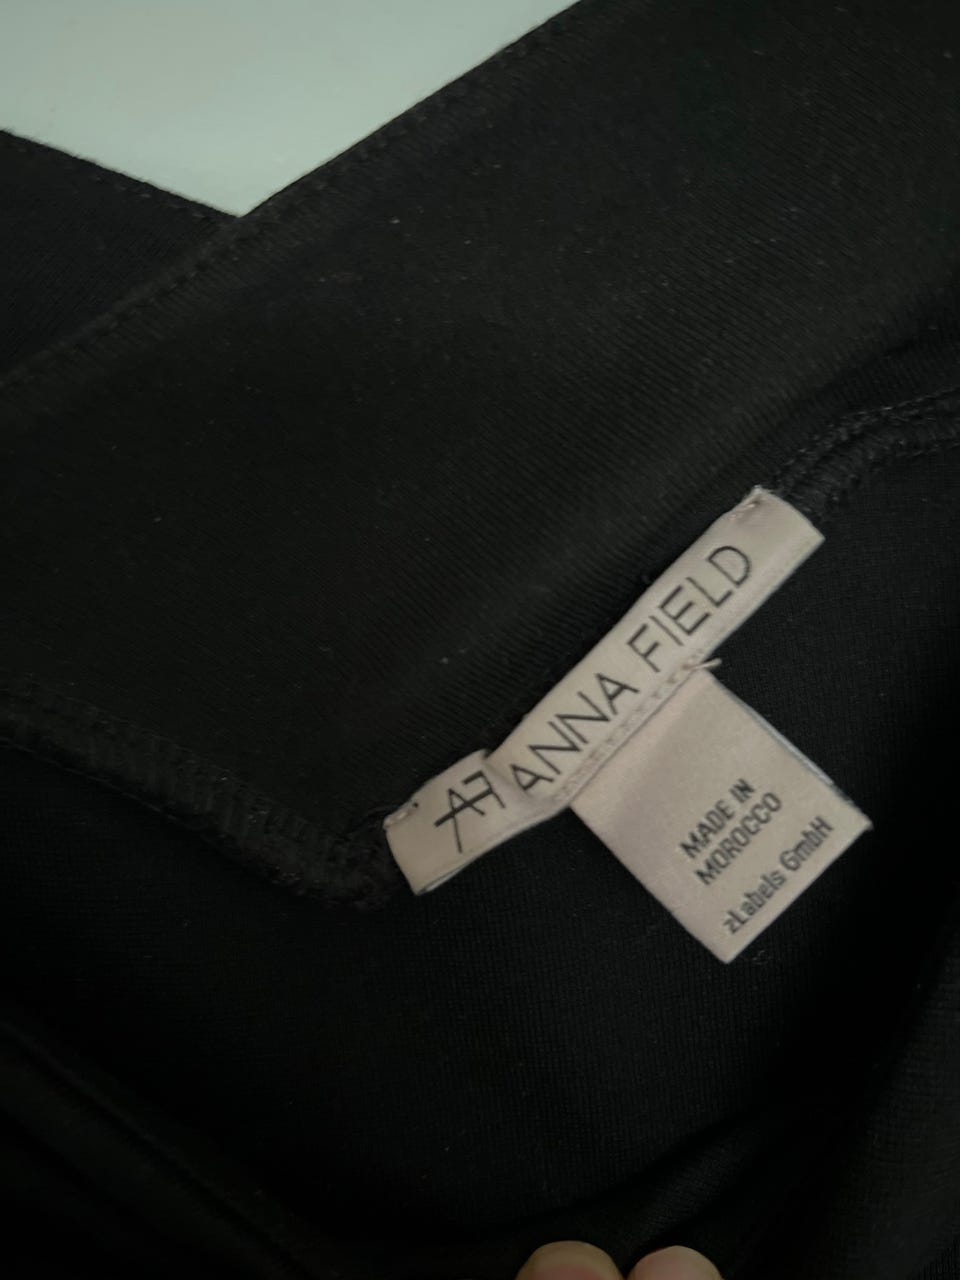 AF ANNA FIELD
MADE IN
MOROCCO
zLabels GmbH